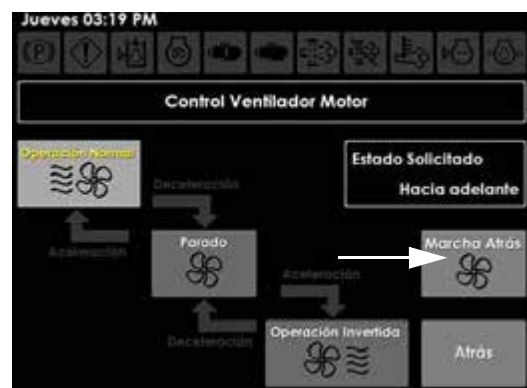 Jueves 03:19 PM
Control Ventilador Motor
Operación Normal
Estado Solicitado
Hacia adelante
Deceleración
Aceleración
Parado
Marcha Atrás
Aceleración
Deceleración
Operación Invertida
Atrás